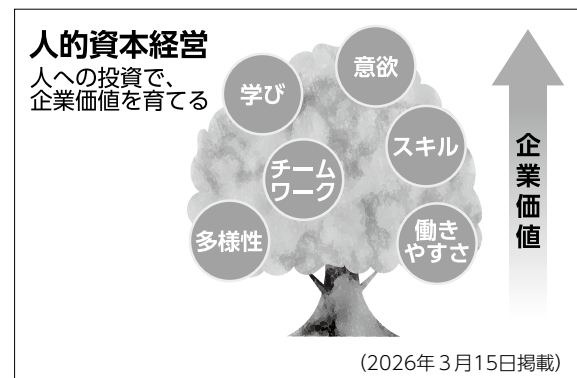 人的資本経営
人への投資で、
企業価値を育てる
学び
意欲
スキル
チーム
ワーク
多様性
働き
やすさ
企業価値
（2026年3月15日掲載）